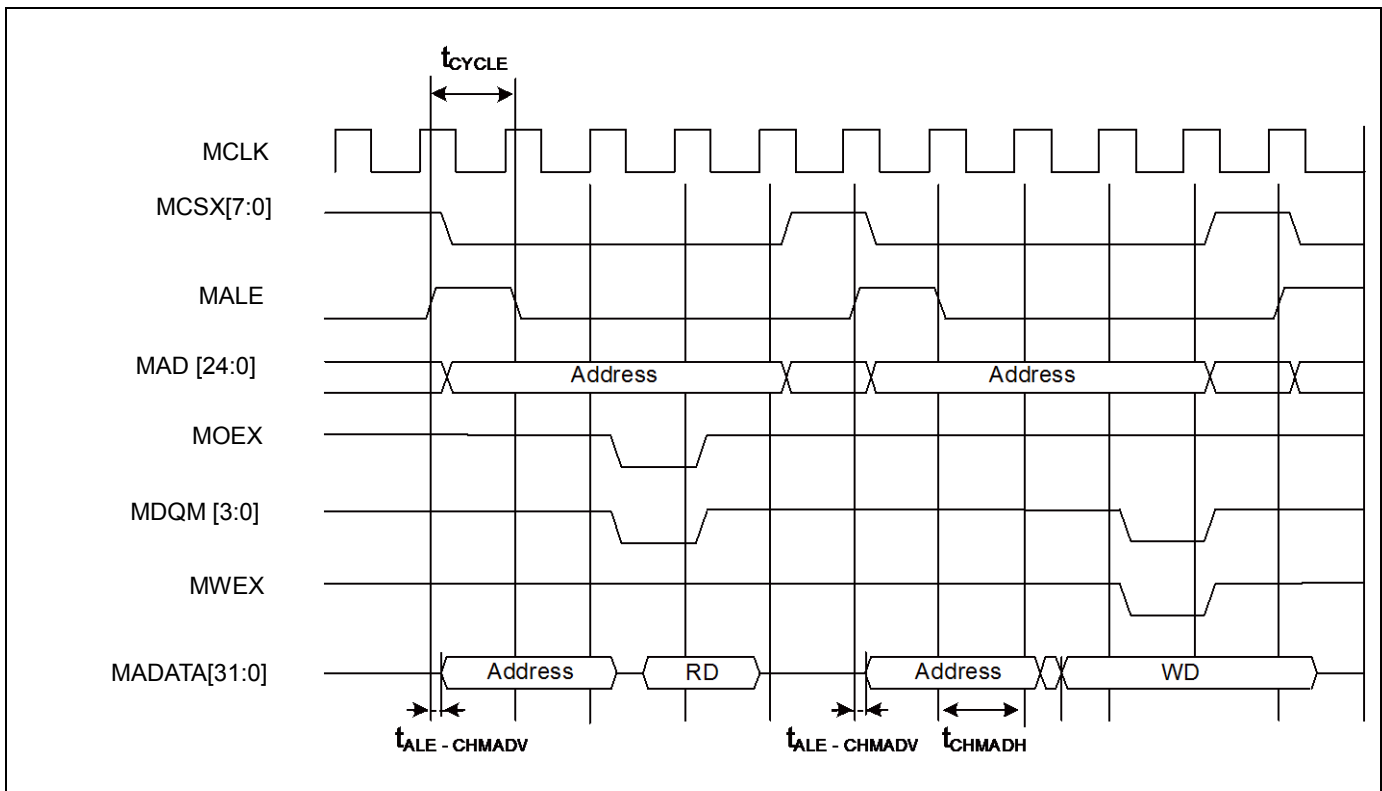 tCYCLE
MCLK
MCSX[7:0]
MALE
MAD [24:0]
Address
Address
MOEX
MDQM [3:0]
MWEX
MADATA[31:0]
Address
RD
Address
WD
tALE - CHMADV
tALE - CHMADV
tCHMADH